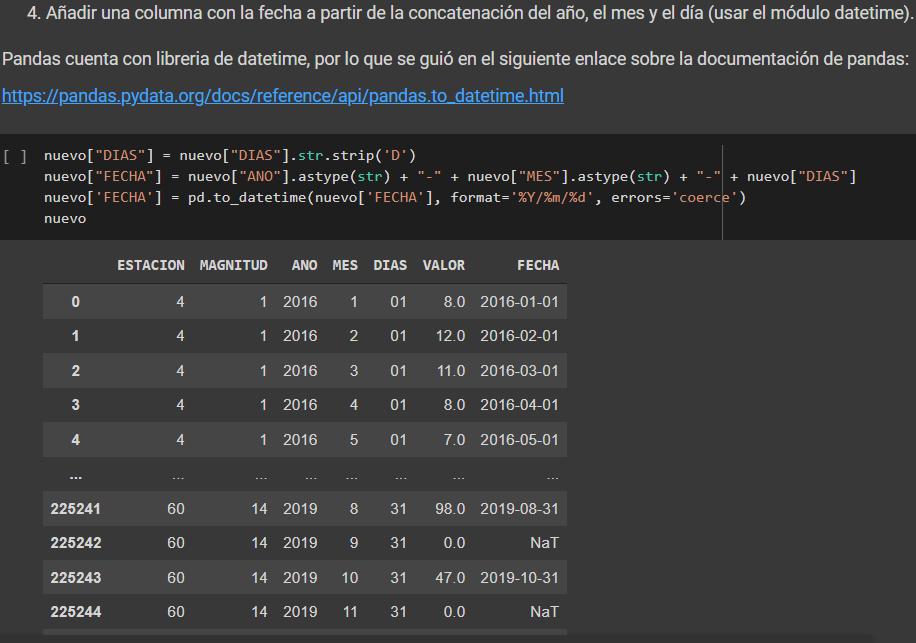 4. Añadir una columna con la fecha a partir de la concatenación del año, el mes y el día (usar el módulo datetime).
Pandas cuenta con libreria de datetime, por lo que se guió en el siguiente enlace sobre la documentación de pandas:
https://pandas.pydata.org/docs/reference/api/pandas.to_datetime.html
[ ] nuevo["DIAS"] = nuevo["DIAS"].str.strip('D')
nuevo["FECHA"] = nuevo["ANO"].astype(str) + "-" + nuevo["MES"].astype(str) + "-" + nuevo["DIAS"]
nuevo['FECHA'] = pd.to_datetime(nuevo['FECHA'], format='%Y/%m/%d', errors='coerce')
nuevo
ESTACION MAGNITUD ANO MES DIAS VALOR FECHA
0 4 1 2016 1 01 8.0 2016-01-01
1 4 1 2016 2 01 12.0 2016-02-01
2 4 1 2016 3 01 11.0 2016-03-01
3 4 1 2016 4 01 8.0 2016-04-01
4 4 1 2016 5 01 7.0 2016-05-01
... ... ... ... ... ... ... ...
225241 60 14 2019 8 31 98.0 2019-08-31
225242 60 14 2019 9 31 0.0 NaT
225243 60 14 2019 10 31 47.0 2019-10-31
225244 60 14 2019 11 31 0.0 NaT